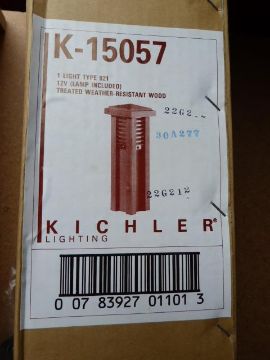 K-15057
1 LIGHT TYPE 921
12V (LAMP INCLUDED)
TREATED WEATHER-RESISTANT WOOD
30A277
22G212
KICHLER®
LIGHTING
0 07 83927 01101 3